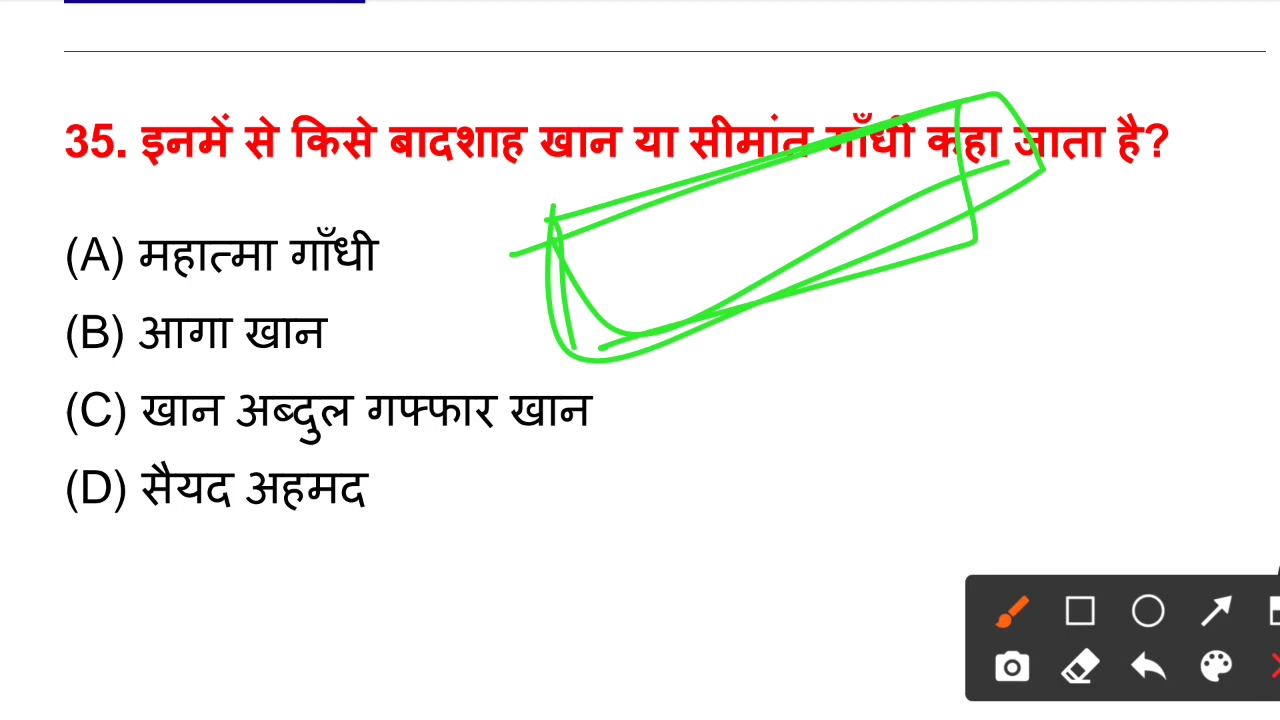 35. इनमें से किसे बादशाह खान या सीमांत गाँधी कहा जाता है?
(A) महात्मा गाँधी
(B) आगा खान
(C) खान अब्दुल गफ्फार खान
(D) सैयद अहमद